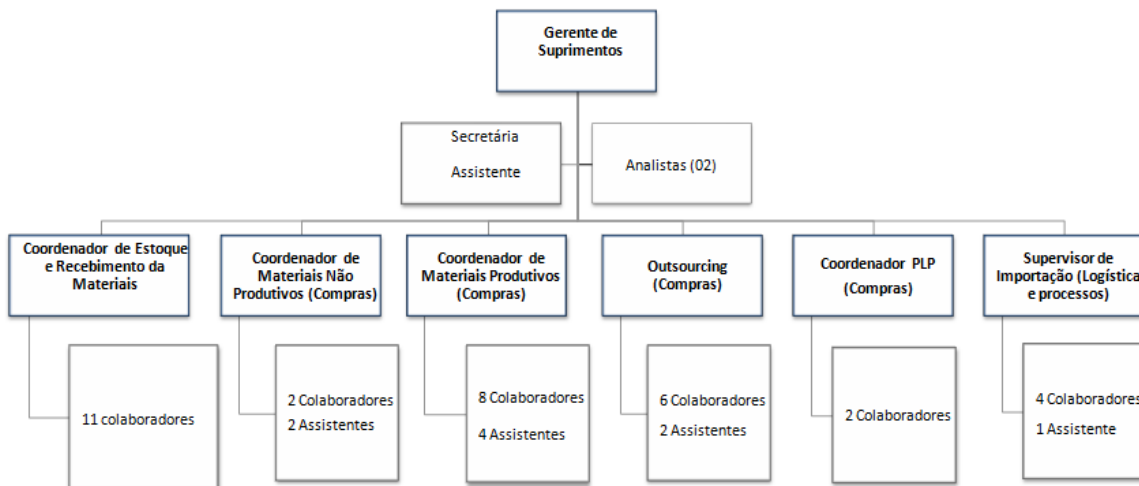 Gerente de
Suprimentos
Secretária
Assistente
Analistas (02)
Coordenador de Estoque
e Recebimento da
Materiais
Coordenador de
Materiais Não
Produtivos (Compras)
Coordenador de
Materiais Produtivos
(Compras)
Outsourcing
(Compras)
Coordenador PLP
(Compras)
Supervisor de
Importação (Logística
e processos)
11 colaboradores
2 Colaboradores
2 Assistentes
8 Colaboradores
4 Assistentes
6 Colaboradores
2 Assistentes
2 Colaboradores
4 Colaboradores
1 Assistente